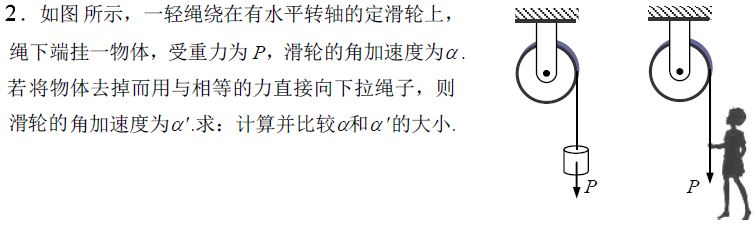 2．如图所示，一轻绳绕在有水平转轴的定滑轮上，
绳下端挂一物体，受重力为P，滑轮的角加速度为α.
若将物体去掉而用与相等的力直接向下拉绳子，则
滑轮的角加速度为α′.求：计算并比较α和α′的大小.
P
P